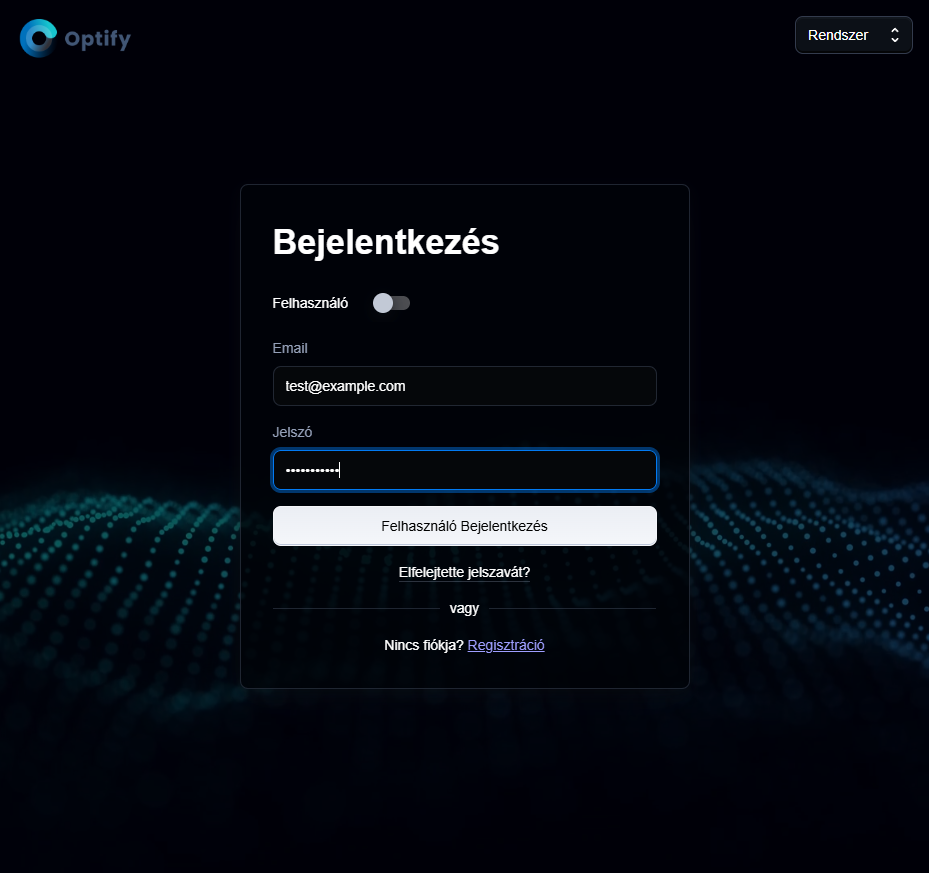 Optify
Rendszer
Bejelentkezés
Felhasználó
Email
test@example.com
Jelszó
•••••••••••
Felhasználó Bejelentkezés
Elfelejtette jelszavát?
vagy
Nincs fiókja? Regisztráció